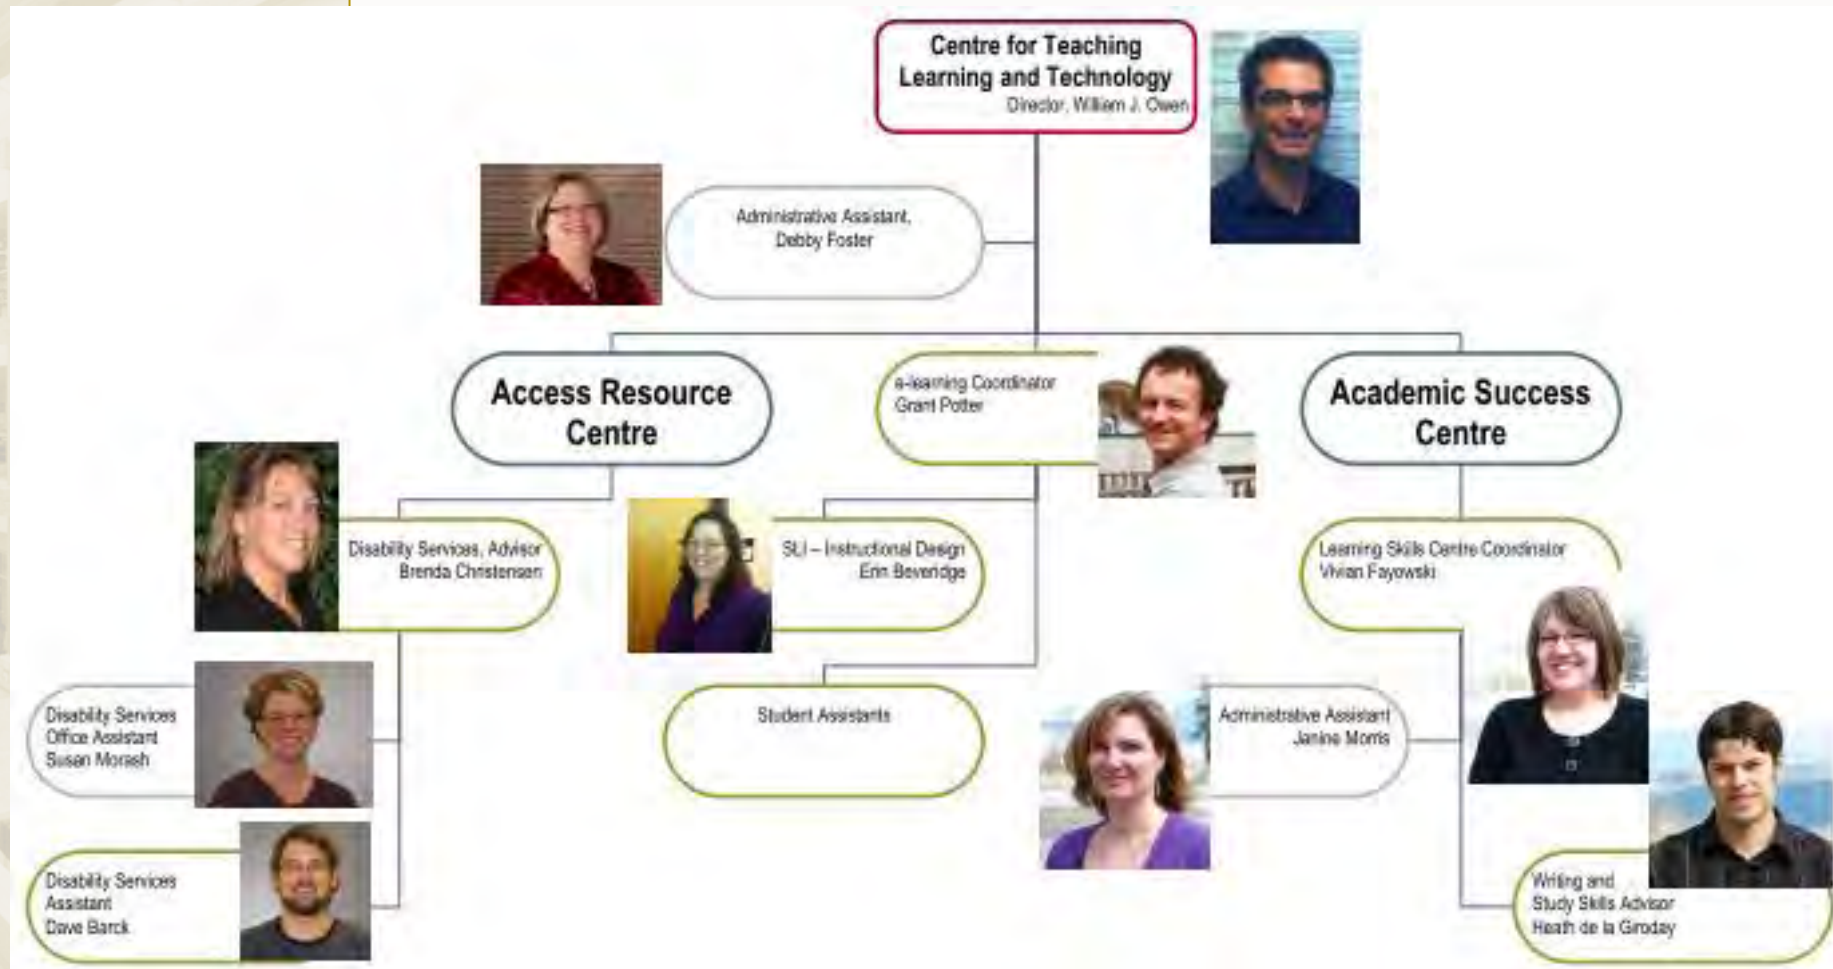 Centre for Teaching
Learning and Technology
Director, William J. Owen
Administrative Assistant,
Debby Foster
Access Resource
Centre
e-learning Coordinator
Grant Potter
Academic Success
Centre
Disability Services, Advisor
Brenda Christensen
SLI – Instructional Design
Erin Beveridge
Learning Skills Centre Coordinator
Vivian Fayowski
Disability Services
Office Assistant
Susan Morash
Student Assistants
Administrative Assistant
Janine Morris
Disability Services
Assistant
Dave Barck
Writing and
Study Skills Advisor
Heath de la Giroday